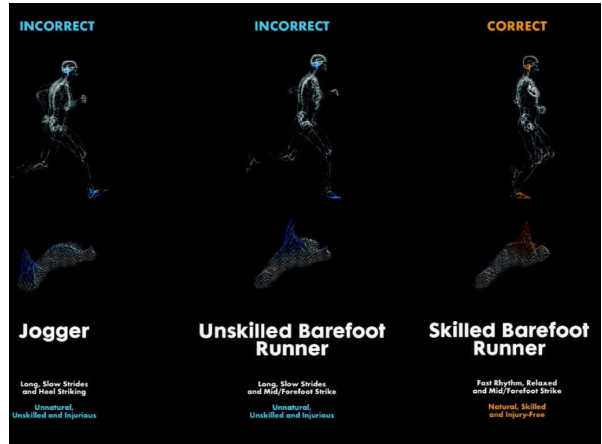 INCORRECT
Jogger
Long, Slow Strides
and Heel Striking
Unnatural,
Unskilled and Injurious
INCORRECT
Unskilled Barefoot
Runner
Long, Slow Strides
and Mid/Forefoot Strike
Unnatural,
Unskilled and Injurious
CORRECT
Skilled Barefoot
Runner
Fast Rhythm, Relaxed
and Mid/Forefoot Strike
Natural, Skilled
and Injury-Free